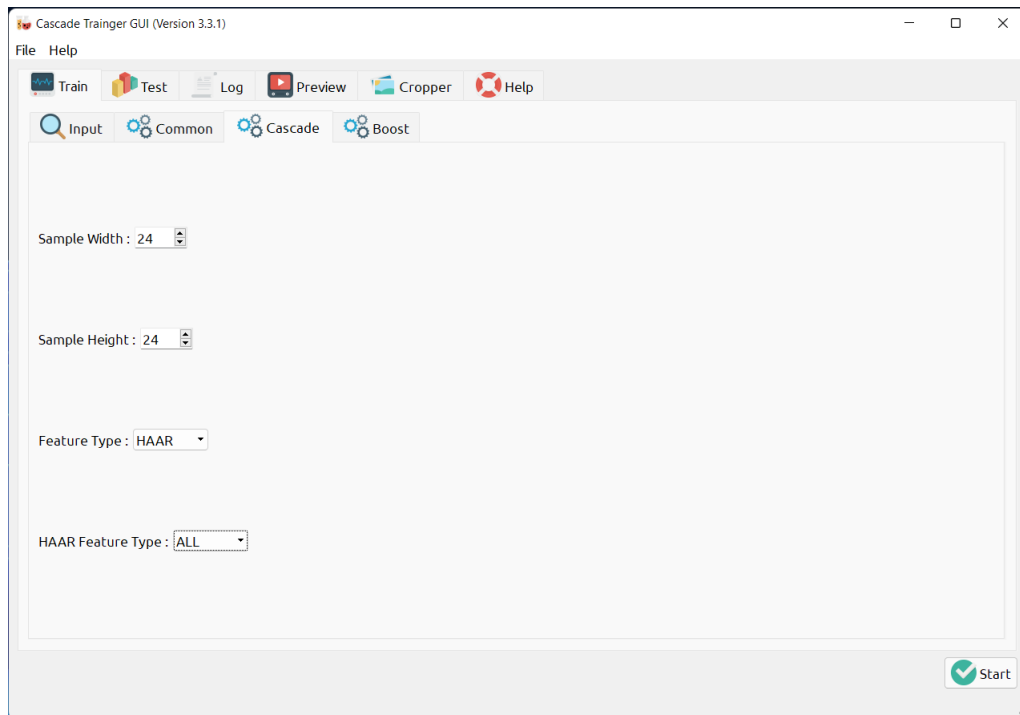 Cascade Trainger GUI (Version 3.3.1)
File Help
Train Test Log Preview Cropper Help
Input Common Cascade Boost
Sample Width : 24
Sample Height : 24
Feature Type : HAAR
HAAR Feature Type : ALL
Start